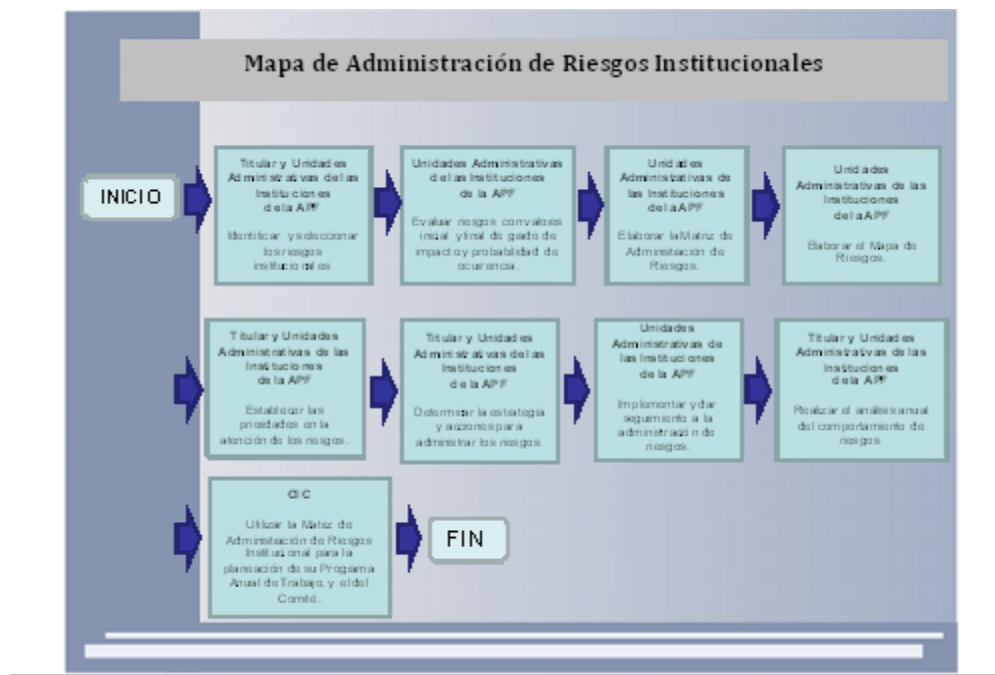 Mapa de Administración de Riesgos Institucionales
INICIO
Titular y Unidades
Administrativas de las
Instituciones
de la APF
Identificar y seleccionar
los riesgos
institucionales
Unidades Administrativas
de las Instituciones
de la APF
Evaluar riesgos con valores
inicial y final de grado de
impacto y probabilidad de
ocurrencia.
Unidades
Administrativas de
las Instituciones
de la APF
Elaborar la Matriz de
Administración de
Riesgos.
Unidades
Administrativas de las
Instituciones
de la APF
Elaborar el Mapa de
Riesgos.
Titular y Unidades
Administrativas de las
Instituciones
de la APF
Establecer las
prioridades en la
atención de los riesgos.
Titular y Unidades
Administrativas de las
Instituciones
de la APF
Determinar la estrategia
y acciones para
administrar los riesgos
Unidades
Administrativas de
las Instituciones
de la APF
Implementar y dar
seguimiento a la
administración de
riesgos.
Titular y Unidades
Administrativas de las
Instituciones
de la APF
Realizar el análisis anual
del comportamiento de
riesgos
Utilizar la Matriz de
Administración de Riesgos
Institucional para la
planeación de su Programa
Anual de Trabajo, y el del
Comité.
FIN